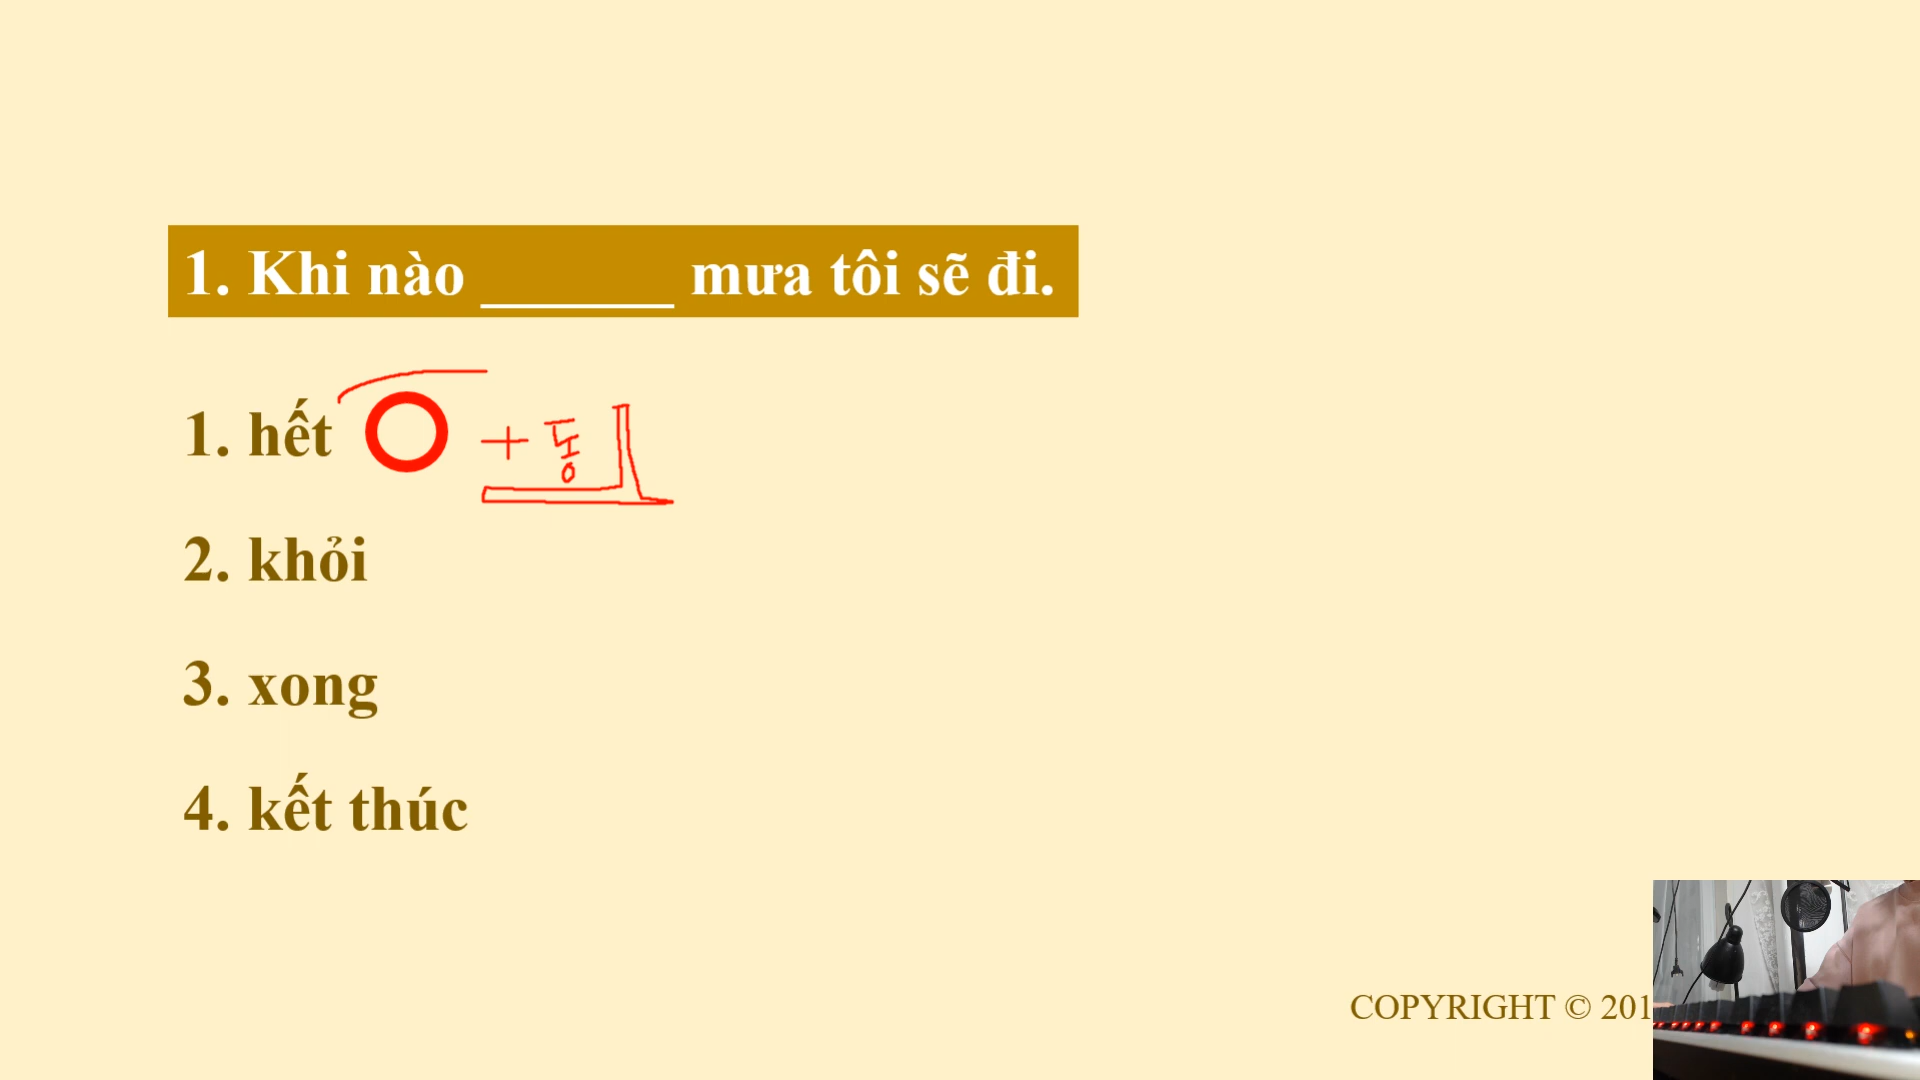 1. Khi nào ______ mưa tôi sẽ đi.
1. hết + 동
2. khỏi
3. xong
4. kết thúc
COPYRIGHT © 201